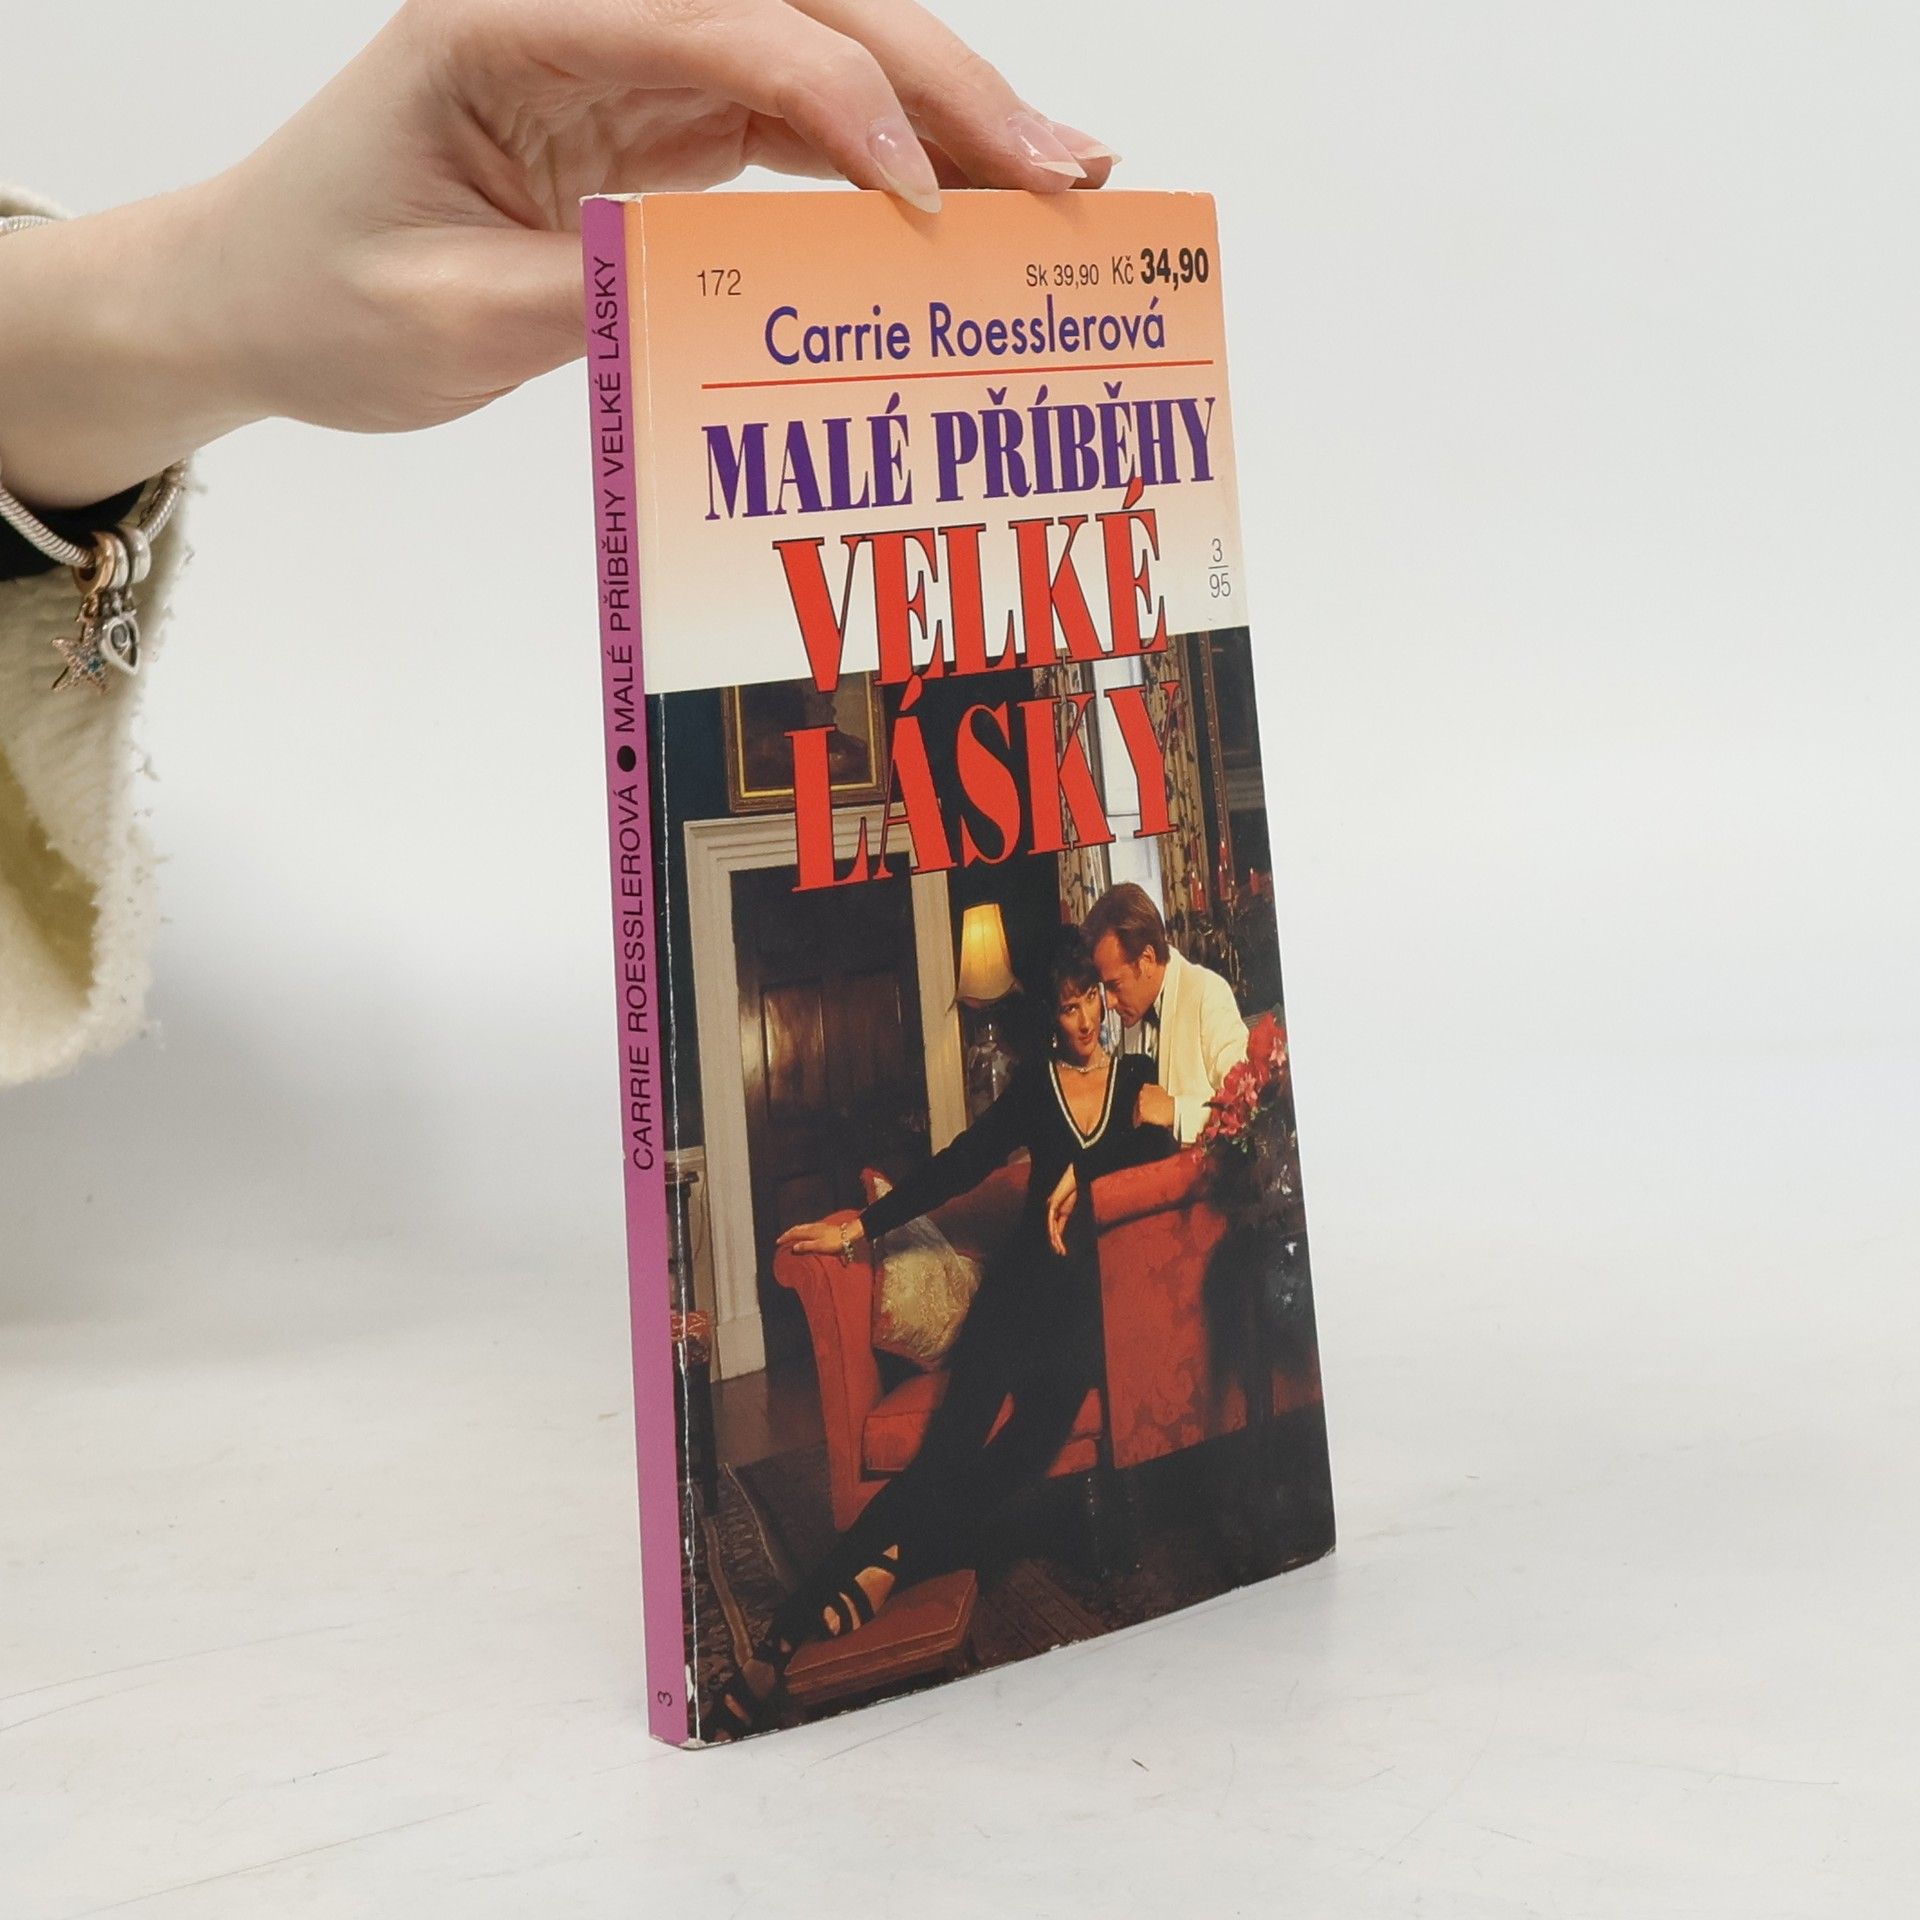 172
Sk 39,90 Kč 34,90
Carrie Roesslerová
MALÉ PŘÍBĚHY
VELKÉ
LÁSKY
3
95
CARRIE ROESSLEROVÁ ● MALÉ PŘÍBĚHY VELKÉ LÁSKY
3